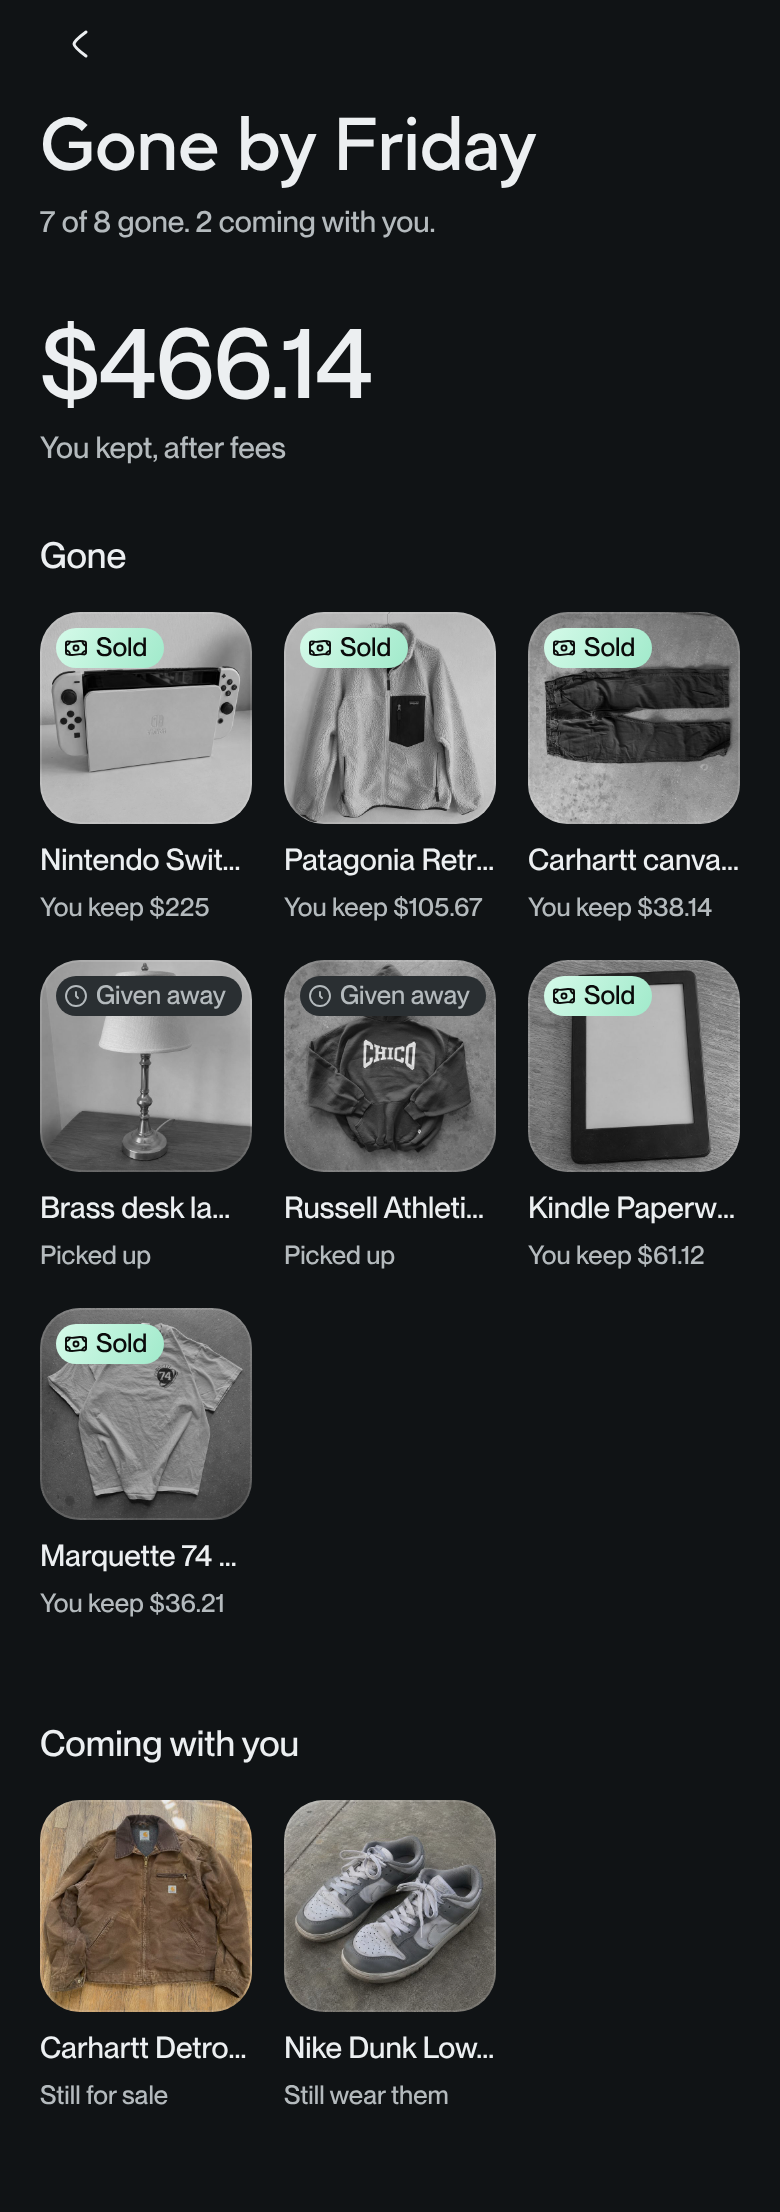 Gone by Friday
7 of 8 gone. 2 coming with you.
$466.14
You kept, after fees
Gone
Sold
Sold
Sold
CHICO
74
Nintendo Swit...
Patagonia Retr...
Carhartt canva...
You keep $225
You keep $105.67
You keep $38.14
Given away
Given away
Sold
Brass desk la...
Russell Athleti...
Kindle Paperw...
Picked up
Picked up
You keep $61.12
Sold
Marquette 74 ...
You keep $36.21
Coming with you
Carhartt Detro...
Nike Dunk Low...
Still for sale
Still wear them